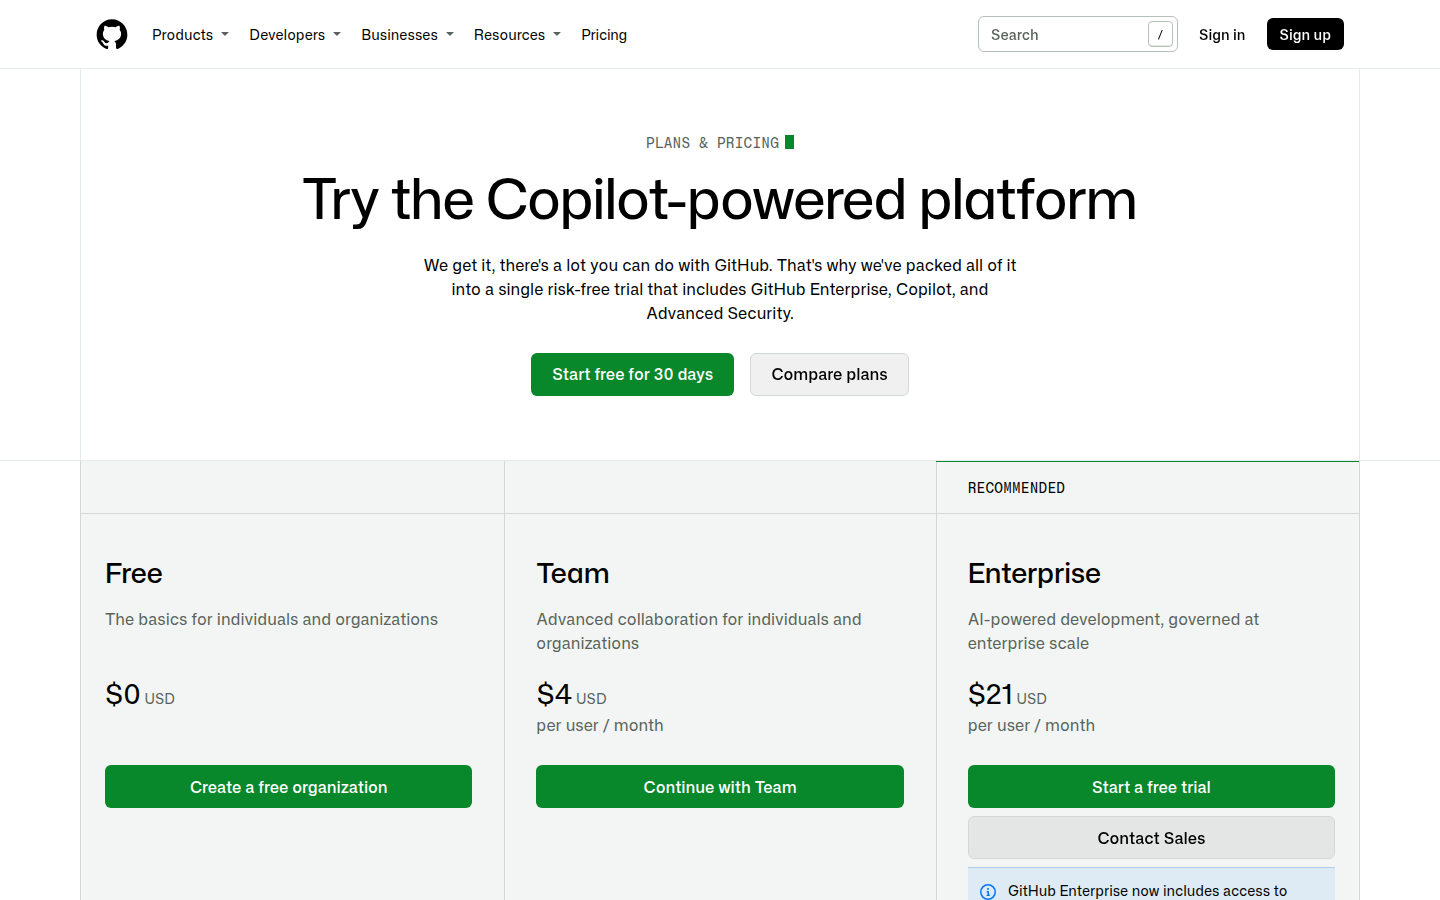 Products
Developers
Businesses
Resources
Pricing
Search
/
Sign in
Sign up
PLANS & PRICING
Try the Copilot-powered platform
We get it, there's a lot you can do with GitHub. That's why we've packed all of it
into a single risk-free trial that includes GitHub Enterprise, Copilot, and
Advanced Security.
Start free for 30 days
Compare plans
RECOMMENDED
Free
The basics for individuals and organizations
$0 USD
Create a free organization
Team
Advanced collaboration for individuals and
organizations
$4 USD
per user / month
Continue with Team
Enterprise
AI-powered development, governed at
enterprise scale
$21 USD
per user / month
Start a free trial
Contact Sales
GitHub Enterprise now includes access to